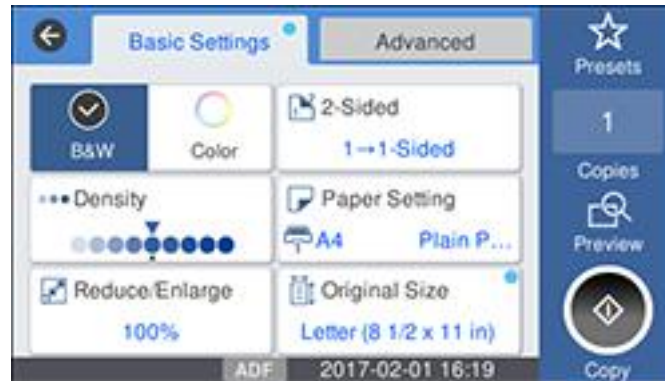 Basic Settings
Advanced
Presets
B&W
Color
2-Sided
1→1-Sided
1
Copies
Density
Paper Setting
A4 Plain P...
Preview
Reduce/Enlarge
100%
Original Size
Letter (8 1/2 x 11 in)
ADF 2017-02-01 16:19
Copy